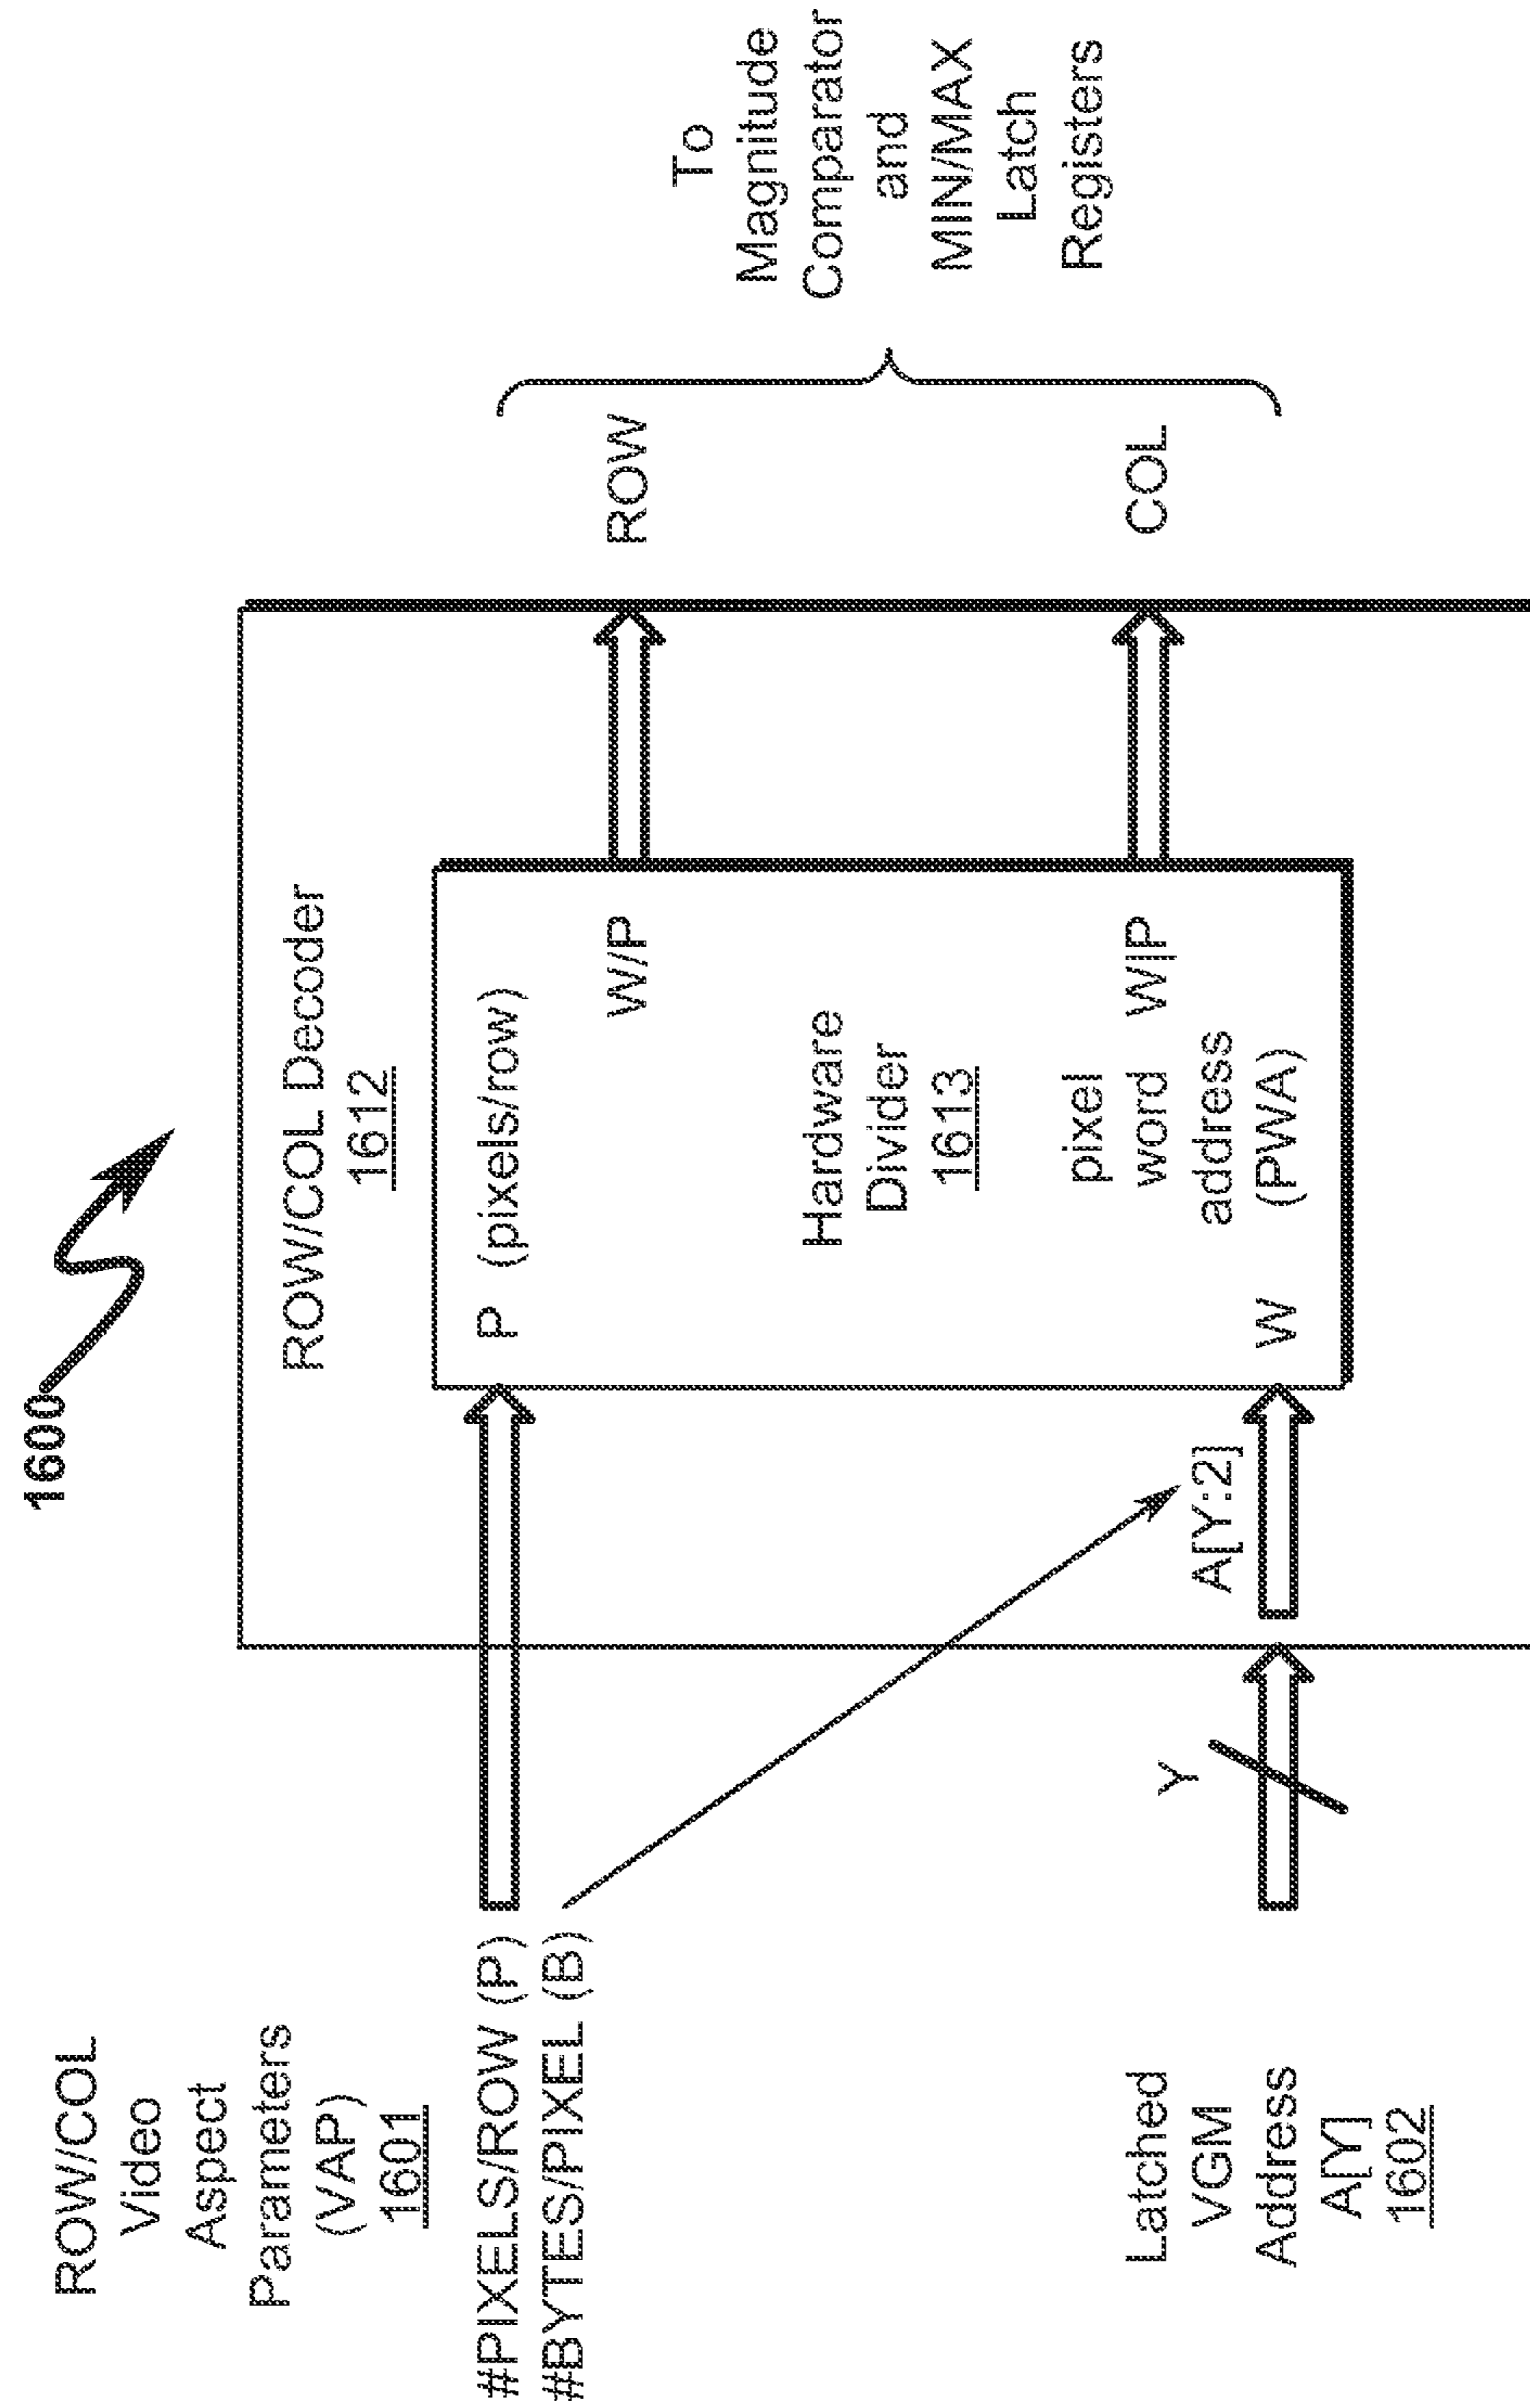 1600
ROW/COL
Video
Aspect
Parameters
(VAP)
1601
#PIXELS/ROW (P)
#BYTES/PIXEL (B)
Latched
VGM
Address
A[Y]
1602
Y
ROW/COL Decoder
1612
A[Y:2]
P (pixels/row)
W/P
Hardware
Divider
1613
pixel
word W|P
address
W (PWA)
ROW
COL
To
Magnitude
Comparator
and
MIN/MAX
Latch
Registers